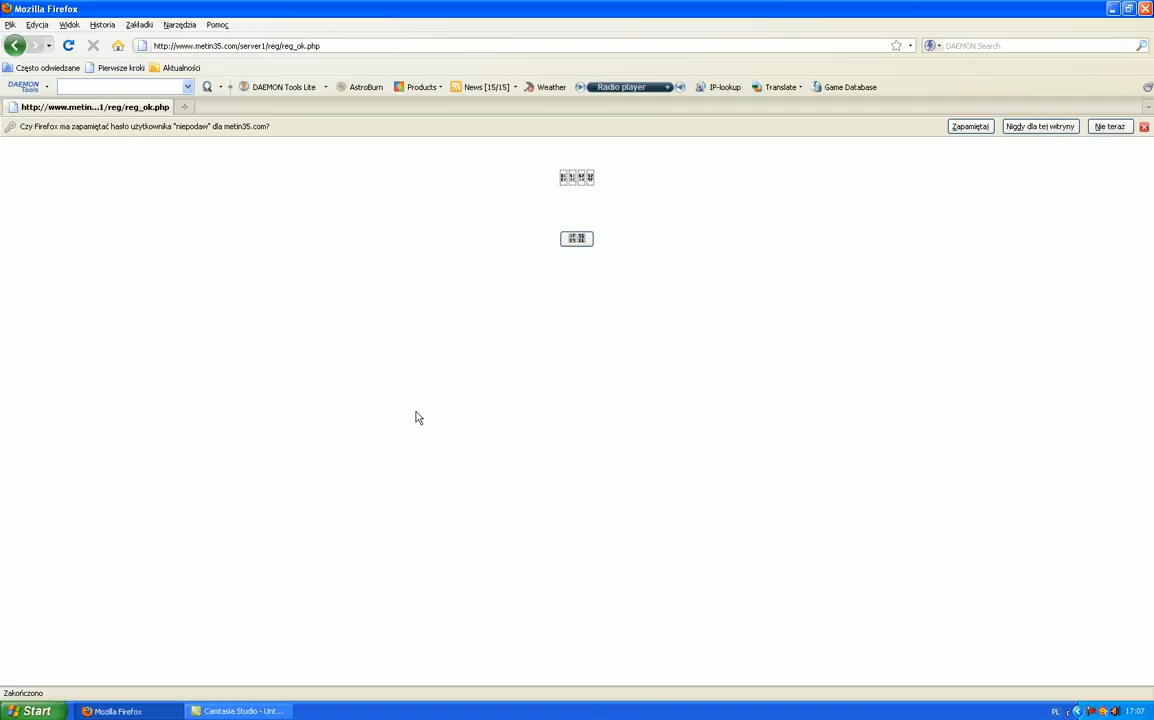 Mozilla Firefox
Plik Edycja Widok Historia Zakładki Narzędzia Pomoc
http://www.metin35.com/server1/reg/reg_ok.php
DAEMON Search
Często odwiedzane Pierwsze kroki Aktualności
DAEMON Tools
DAEMON Tools Lite AstroBurn Products News [15/15] Weather Radio player IP-lookup Translate Game Database
http://www.metin...1/reg/reg_ok.php
Czy Firefox ma zapamiętać hasło użytkownika "niepodaw" dla metin35.com?
Zapamiętaj Nigdy dla tej witryny Nie teraz
Zakończono
Start Mozilla Firefox Camtasia Studio - Unt... PL 17:07